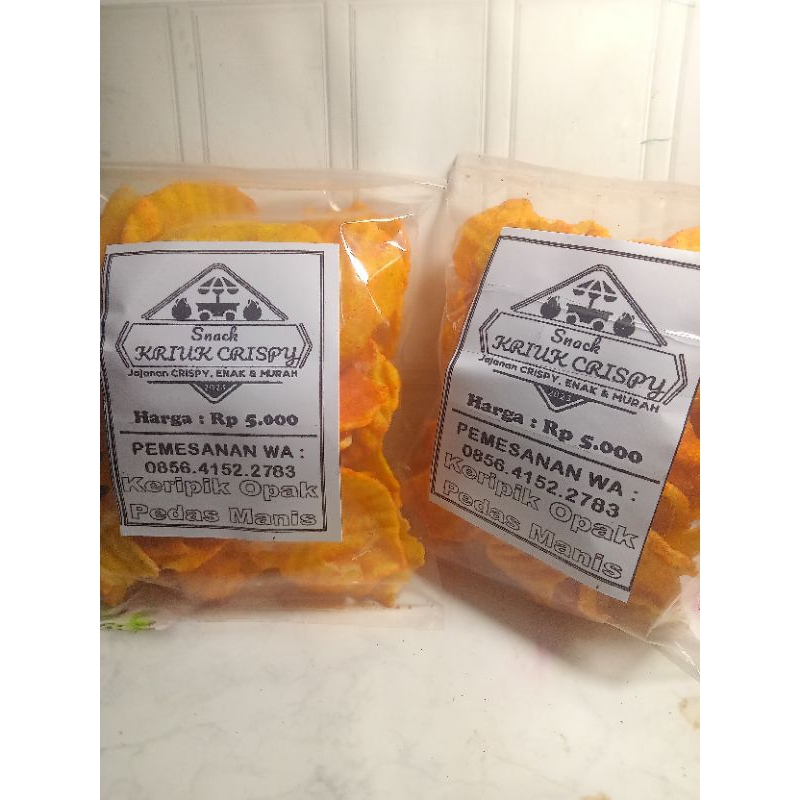 Snack
KRIUK CRISPY
Jajanan CRISPY, ENAK & MURAH
2023
Harga : Rp 5.000
PEMESANAN WA :
0856.4152.2783
Keripik Opak
Pedas Manis
Snack
KRIUK CRISPY
Jajanan CRISPY, ENAK & MURAH
2023
Harga : Rp 5.000
PEMESANAN WA :
0856.4152.2783
Keripik Opak
Pedas Manis